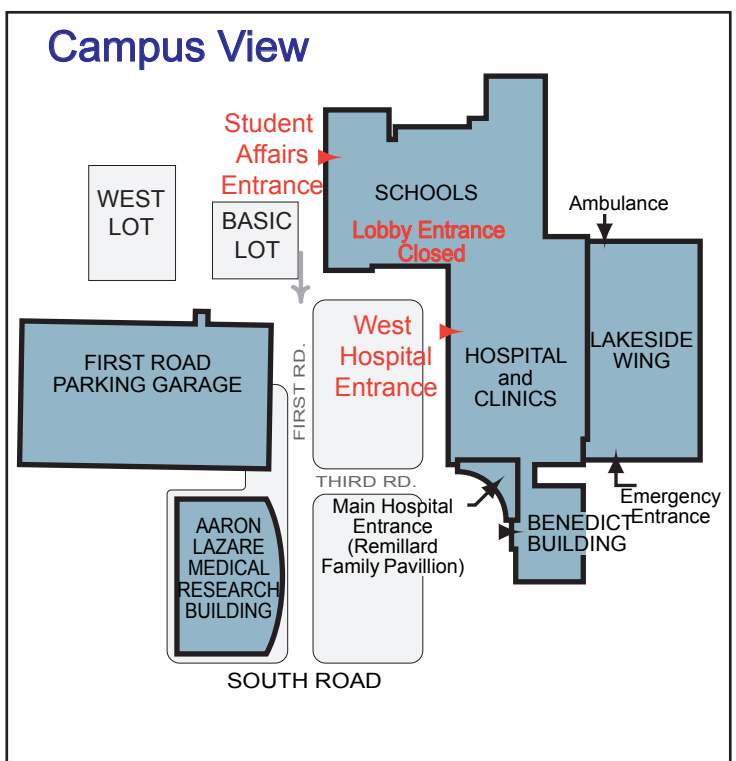 Campus View
Student
Affairs
Entrance
WEST
LOT
BASIC
LOT
SCHOOLS
Lobby Entrance
Closed
Ambulance
West
Hospital
Entrance
HOSPITAL
and
CLINICS
LAKESIDE
WING
FIRST ROAD
PARKING GARAGE
FIRST RD.
THIRD RD.
Main Hospital
Entrance
(Remillard
Family Pavillion)
Emergency
Entrance
BENEDICT
BUILDING
AARON
LAZARE
MEDICAL
RESEARCH
BUILDING
SOUTH ROAD